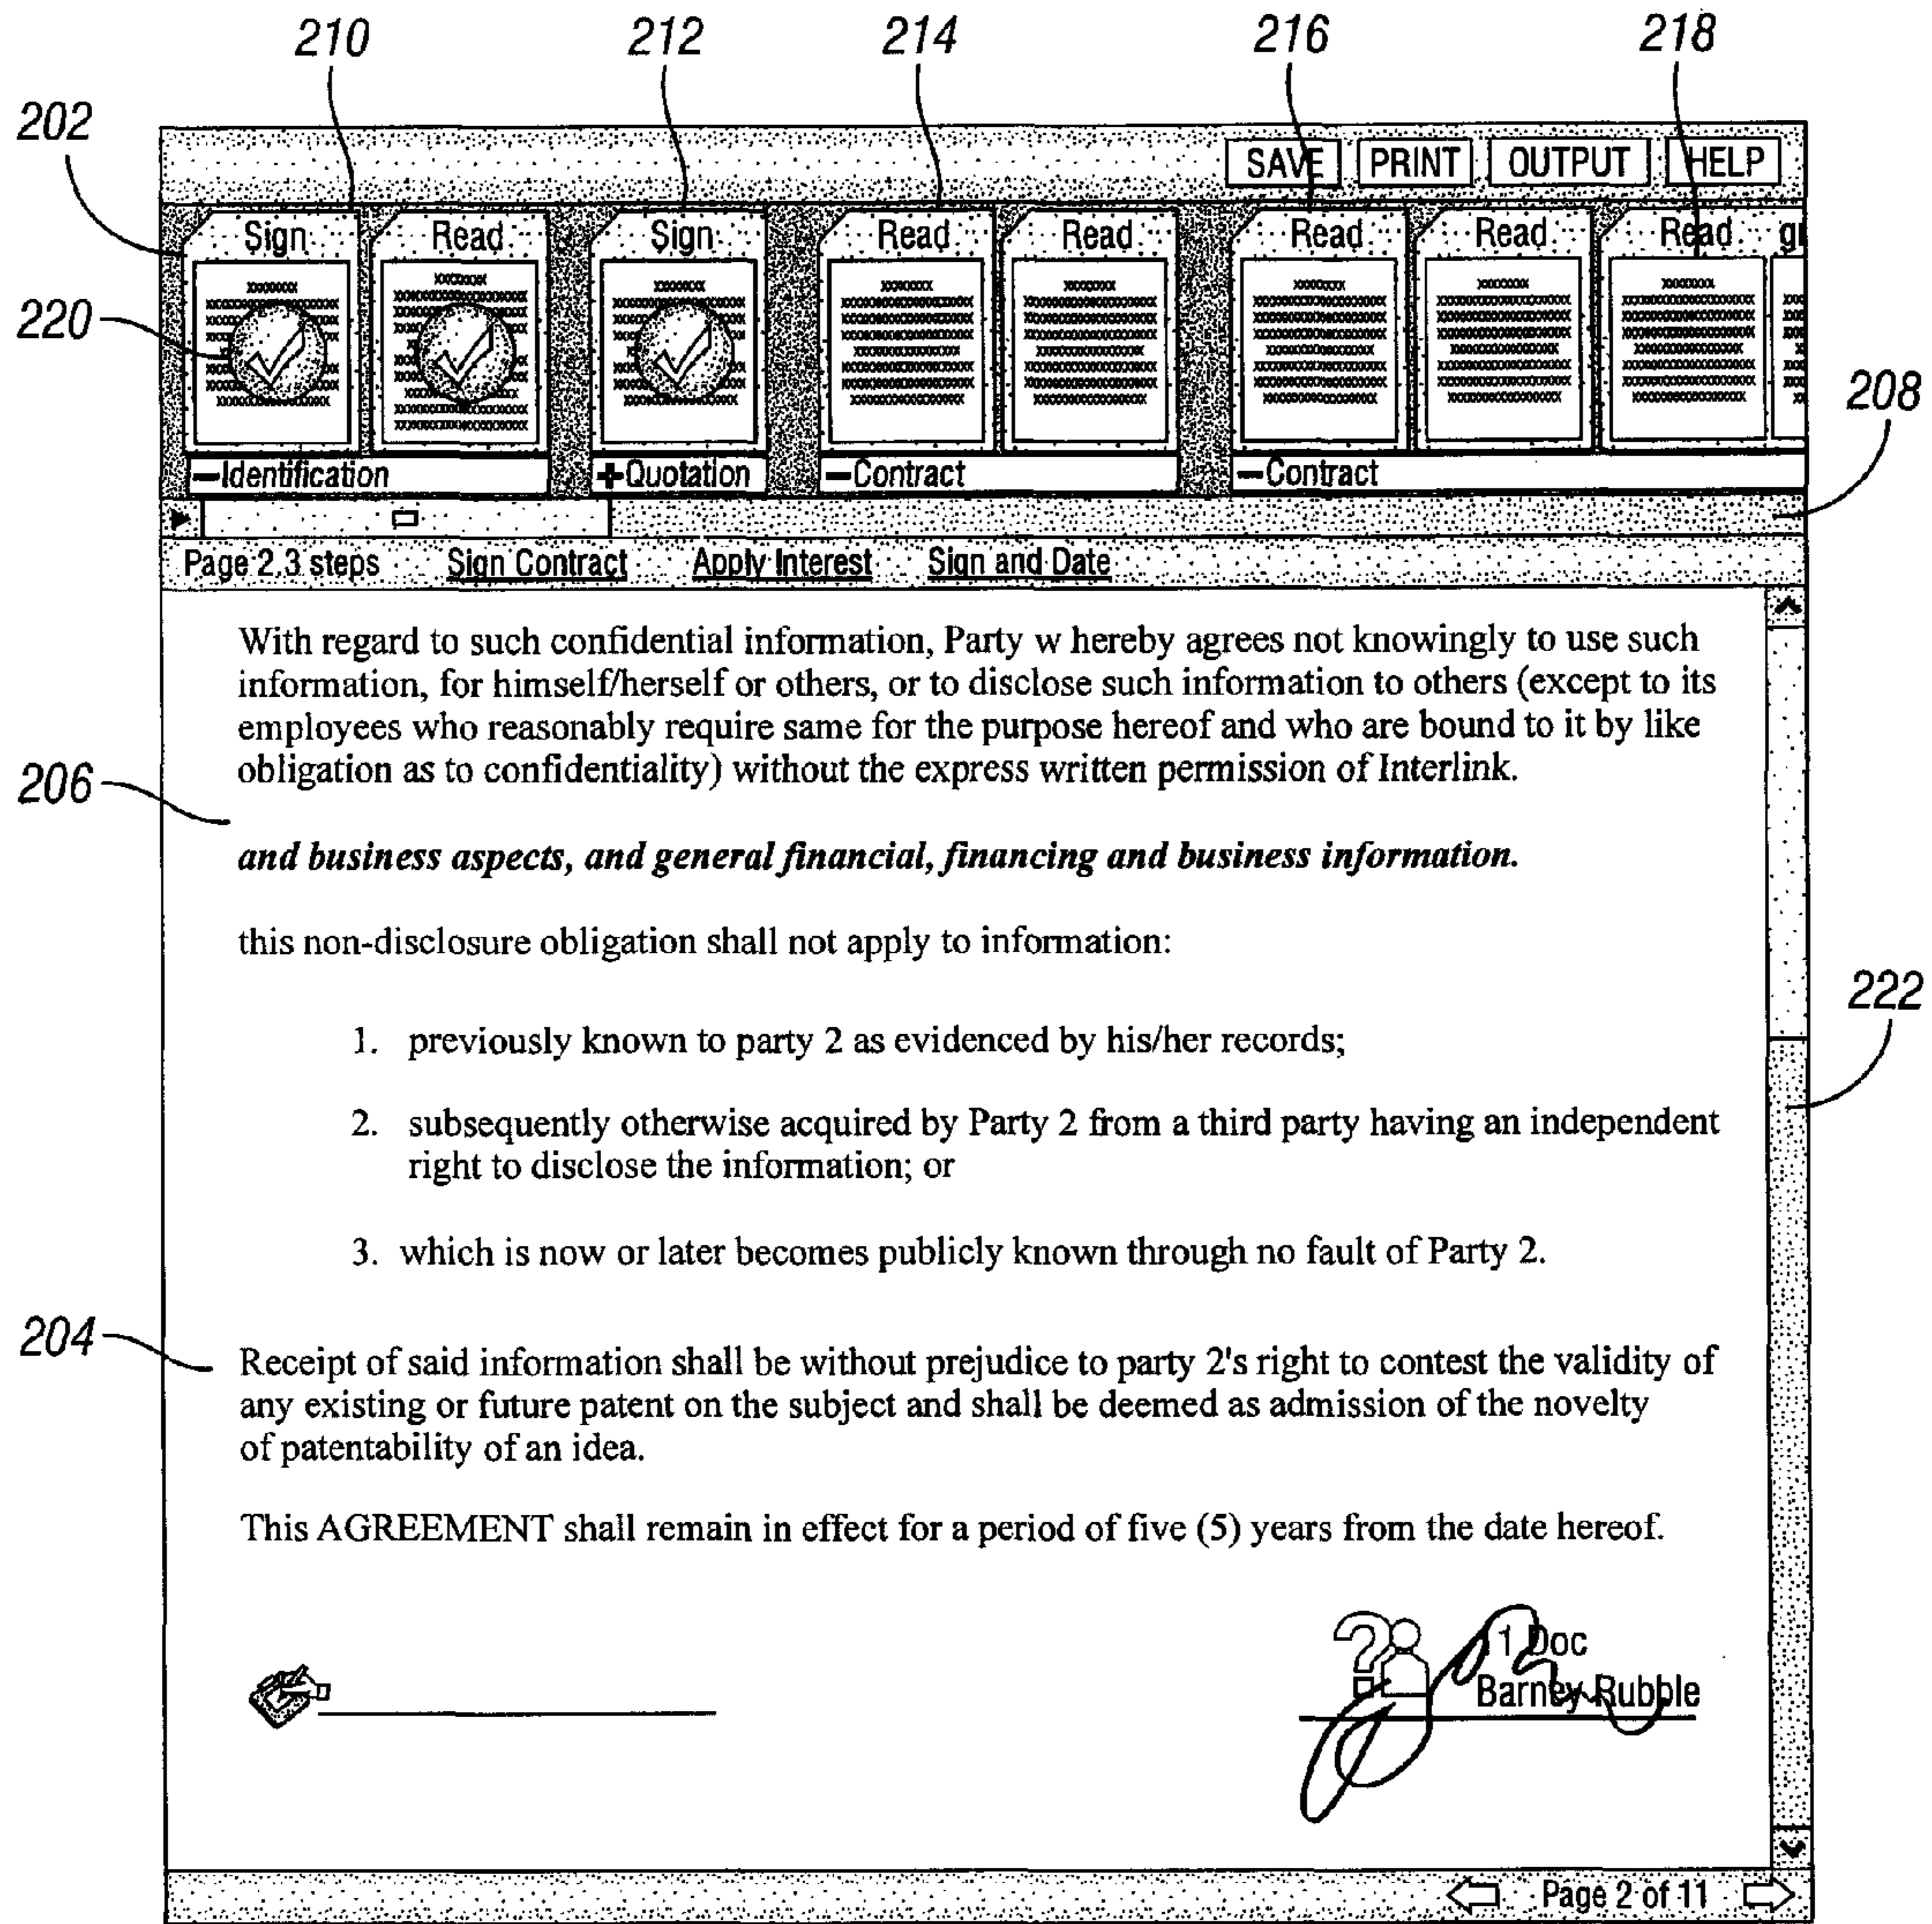 210 212 214 216 218
202
SAVE PRINT OUTPUT HELP
Sign Read Sign Read Read Read Read Read
220
208
–Identification +Quotation –Contract –Contract
Page 2,3 steps Sign Contract Apply Interest Sign and Date
With regard to such confidential information, Party w hereby agrees not knowingly to use such
information, for himself/herself or others, or to disclose such information to others (except to its
employees who reasonably require same for the purpose hereof and who are bound to it by like
obligation as to confidentiality) without the express written permission of Interlink.
206
and business aspects, and general financial, financing and business information.
this non-disclosure obligation shall not apply to information:
222
1. previously known to party 2 as evidenced by his/her records;
2. subsequently otherwise acquired by Party 2 from a third party having an independent
right to disclose the information; or
3. which is now or later becomes publicly known through no fault of Party 2.
204
Receipt of said information shall be without prejudice to party 2's right to contest the validity of
any existing or future patent on the subject and shall be deemed as admission of the novelty
of patentability of an idea.
This AGREEMENT shall remain in effect for a period of five (5) years from the date hereof.
1 Doc
Barney Rubble
Page 2 of 11